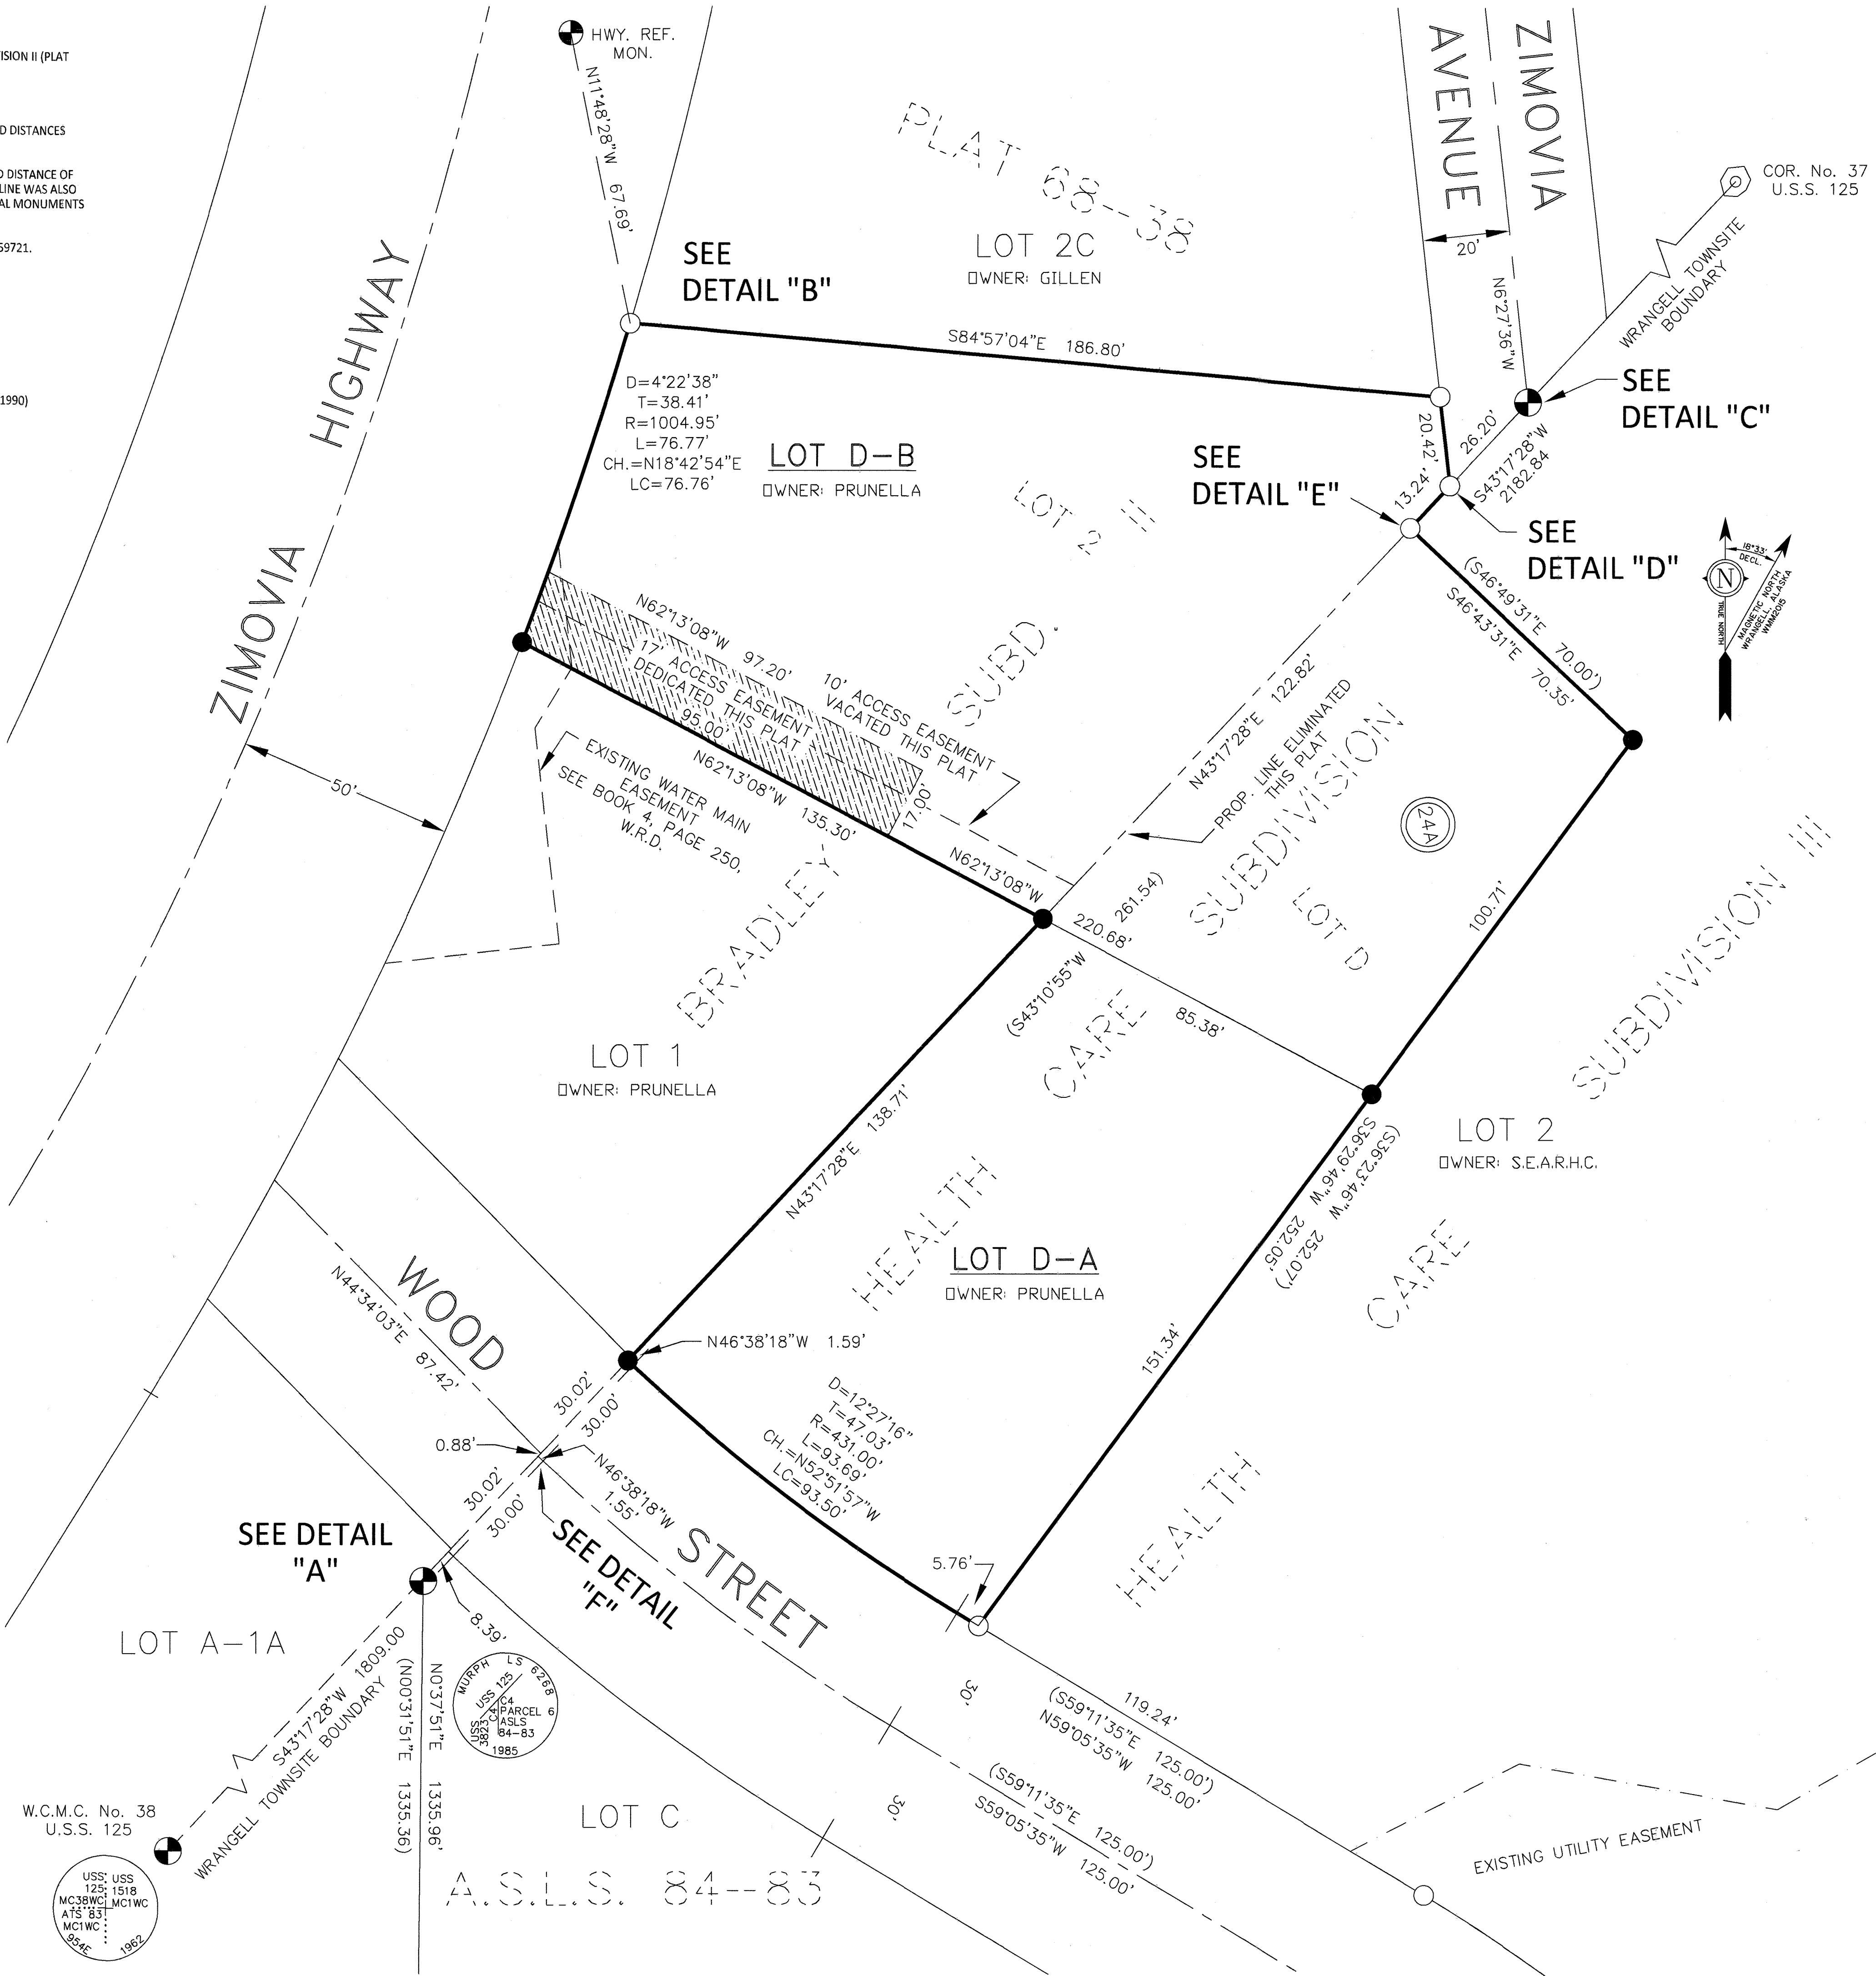 ISION II (PLAT
D DISTANCES
D DISTANCE OF
LINE WAS ALSO
AL MONUMENTS
59721.
1990)
HWY. REF.
MON.
N11°48'28"W 67.69'
PLAT 68-38
LOT 2C
OWNER: GILLEN
AVENUE
ZIMOVIA
20'
N6°27'36"W
COR. No. 37
U.S.S. 125
WRANGELL TOWNSITE
BOUNDARY
SEE
DETAIL "B"
S84°57'04"E 186.80'
SEE
DETAIL "C"
20.42'
26.20'
S43°17'28"W
2182.84
13.24'
SEE
DETAIL "E"
SEE
DETAIL "D"
ZIMOVIA HIGHWAY
50'
D=4°22'38"
T=38.41'
R=1004.95'
L=76.77'
CH.=N18°42'54"E
LC=76.76'
LOT D-B
OWNER: PRUNELLA
LOT 2
SUBD. II
(S46°49'31"E 70.00')
S46°43'31"E 70.35'
18°33'
DECL.
N
TRUE NORTH
MAGNETIC NORTH
WRANGELL, ALASKA
WMM2015
N62°13'08"W 97.20'
17' ACCESS EASEMENT
DEDICATED THIS PLAT
95.00'
10' ACCESS EASEMENT
VACATED THIS PLAT
17.00'
N62°13'08"W 135.30'
EXISTING WATER MAIN
EASEMENT
SEE BOOK 4, PAGE 250,
W.R.D.
N43°17'28"E 122.82'
PROP. LINE ELIMINATED
THIS PLAT
24A
SUBDIVISION
LOT D
100.71'
N62°13'08"W
220.68'
(S43°10'55"W 261.54)
85.38'
BRADLEY
LOT 1
OWNER: PRUNELLA
N43°17'28"E 138.71'
HEALTH CARE
LOT D-A
OWNER: PRUNELLA
(S36°23'46"W 252.07')
S36°29'46"W 252.05'
151.34'
LOT 2
OWNER: S.E.A.R.H.C.
HEALTH CARE SUBDIVISION III
WOOD STREET
N44°34'03"E 87.42'
N46°38'18"W 1.59'
30.02'
30.00'
0.88'
N46°38'18"W
1.55'
30.02'
30.00'
D=12°27'16"
T=47.03'
R=431.00'
L=93.69'
CH.=N52°51'57"W
LC=93.50'
5.76'
SEE DETAIL
"A"
SEE DETAIL
"F"
8.39'
LOT A-1A
S43°17'28"W 1809.00
WRANGELL TOWNSITE BOUNDARY
(N00°31'51"E 1335.36)
N0°37'51"E 1335.96'
MURPH LS 6268
USS 125
USS
3823
C4
C4
PARCEL 6
ASLS
84-83
1985
W.C.M.C. No. 38
U.S.S. 125
USS
125
MC38WC
ATS 83
MC1WC
USS
1518
MC1WC
954E 1962
LOT C
A.S.L.S. 84-83
30'
30'
119.24'
(S59°11'35"E 125.00')
N59°05'35"W 125.00'
(S59°11'35"E 125.00')
S59°05'35"W 125.00'
EXISTING UTILITY EASEMENT